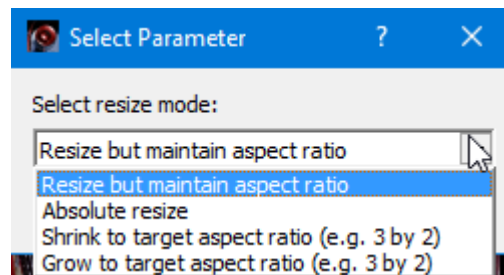 Select Parameter
Select resize mode:
Resize but maintain aspect ratio
Resize but maintain aspect ratio
Absolute resize
Shrink to target aspect ratio (e.g. 3 by 2)
Grow to target aspect ratio (e.g. 3 by 2)